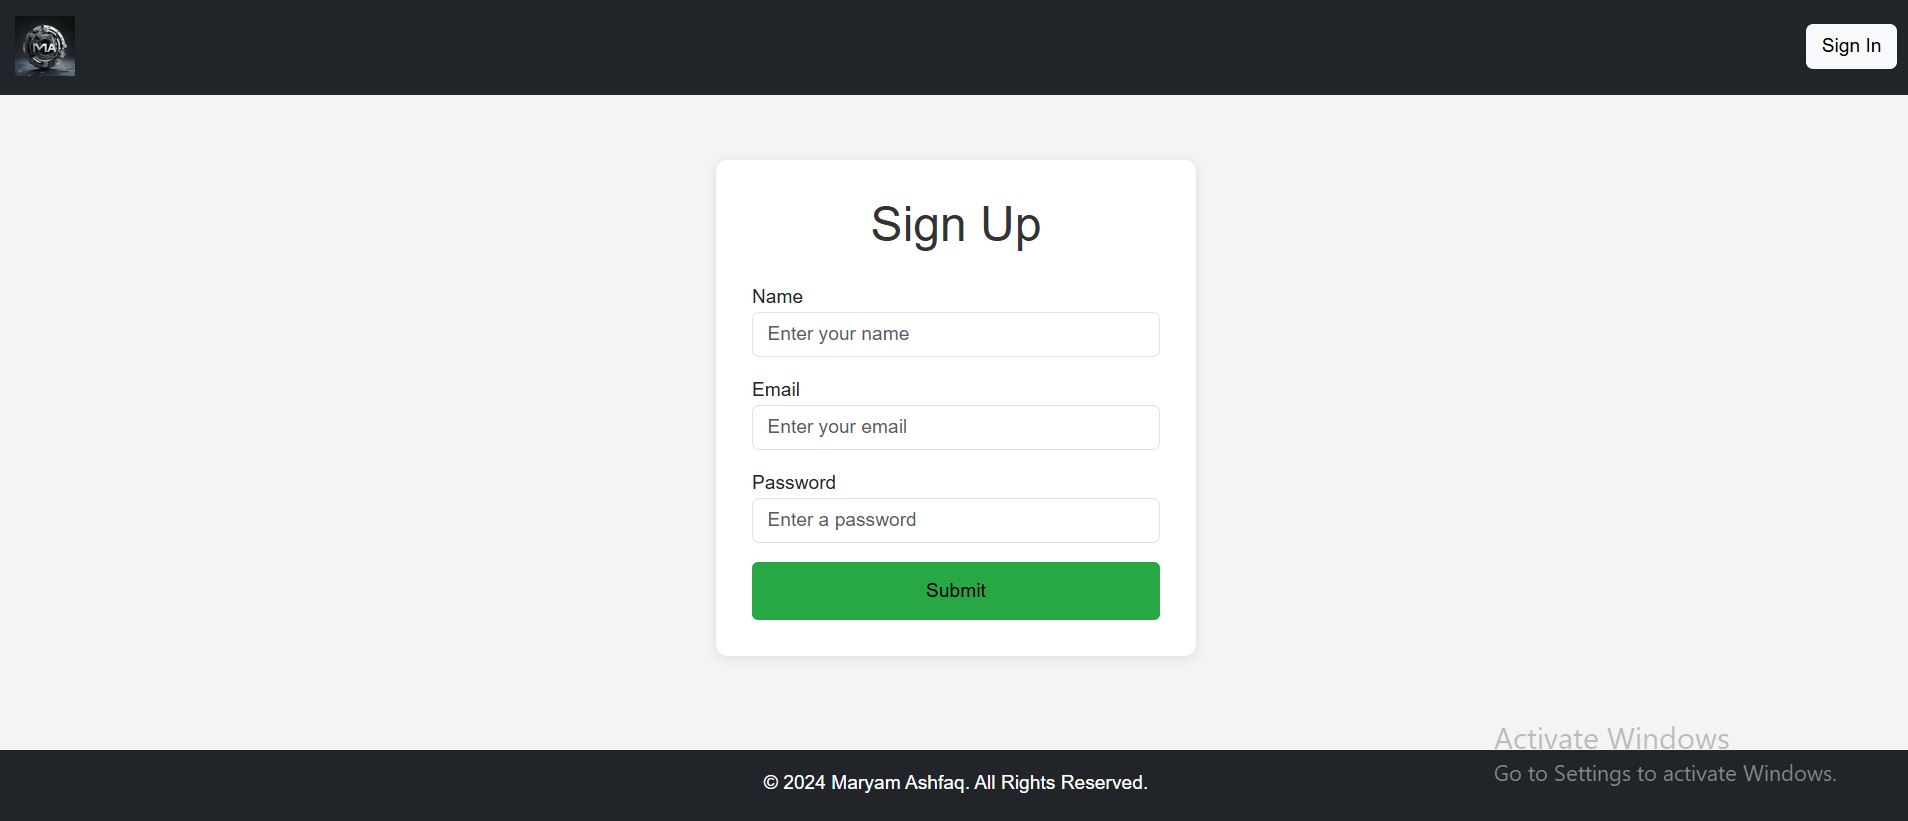 MA
Sign In
Sign Up
Name
Enter your name
Email
Enter your email
Password
Enter a password
Submit
Activate Windows
Go to Settings to activate Windows.
© 2024 Maryam Ashfaq. All Rights Reserved.